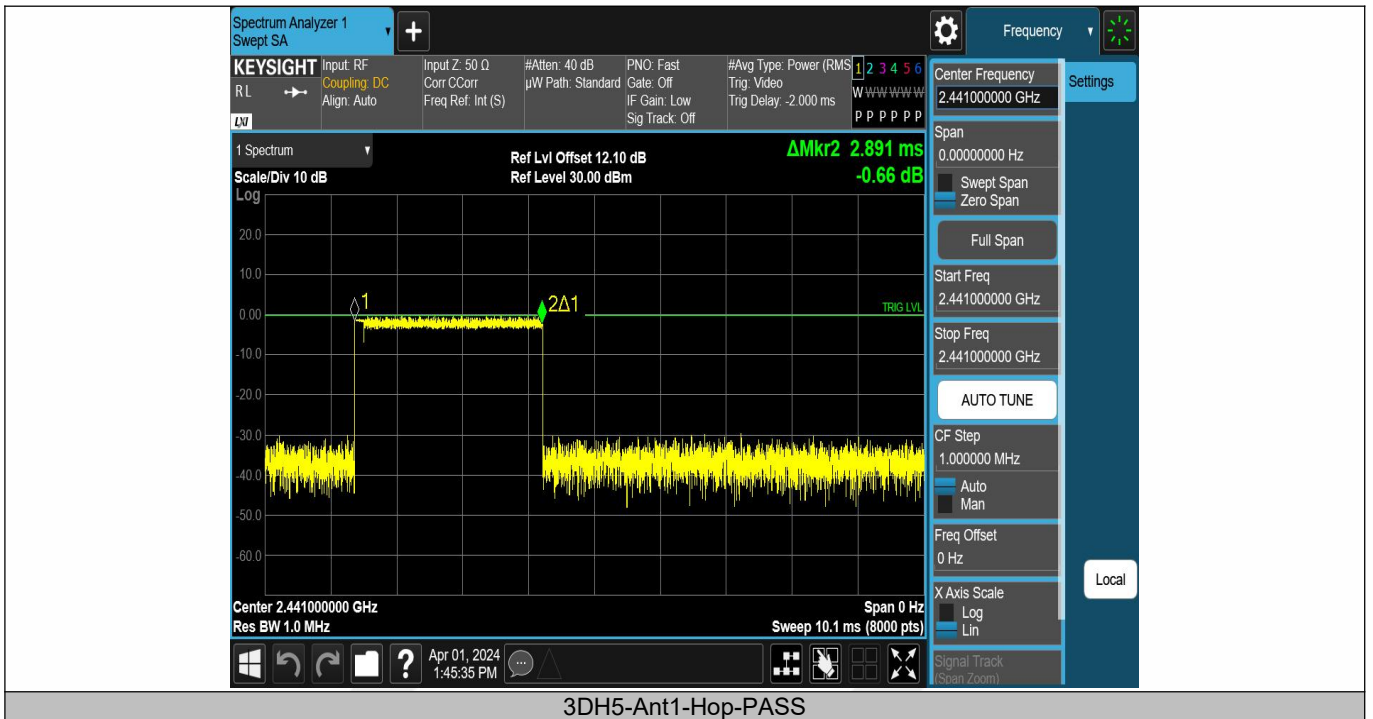 Spectrum Analyzer 1
Swept SA
+
Frequency
KEYSIGHT
RL
LXI
Input: RF
Coupling: DC
Align: Auto
Input Z: 50 Ω
Corr CCorr
Freq Ref: Int (S)
#Atten: 40 dB
µW Path: Standard
PNO: Fast
Gate: Off
IF Gain: Low
Sig Track: Off
#Avg Type: Power (RMS
Trig: Video
Trig Delay: -2.000 ms
1 2 3 4 5 6
W W W W W W
P P P P P P
Center Frequency
2.441000000 GHz
Settings
1 Spectrum
Scale/Div 10 dB
Ref Lvl Offset 12.10 dB
Ref Level 30.00 dBm
ΔMkr2 2.891 ms
-0.66 dB
Log
20.0
10.0
0.00
-10.0
-20.0
-30.0
-40.0
-50.0
-60.0
1
2Δ1
TRIG LVL
Center 2.441000000 GHz
Res BW 1.0 MHz
Span 0 Hz
Sweep 10.1 ms (8000 pts)
Span
0.00000000 Hz
Swept Span
Zero Span
Full Span
Start Freq
2.441000000 GHz
Stop Freq
2.441000000 GHz
AUTO TUNE
CF Step
1.000000 MHz
Auto
Man
Freq Offset
0 Hz
X Axis Scale
Log
Lin
Signal Track
(Span Zoom)
Local
?
Apr 01, 2024
1:45:35 PM
3DH5-Ant1-Hop-PASS